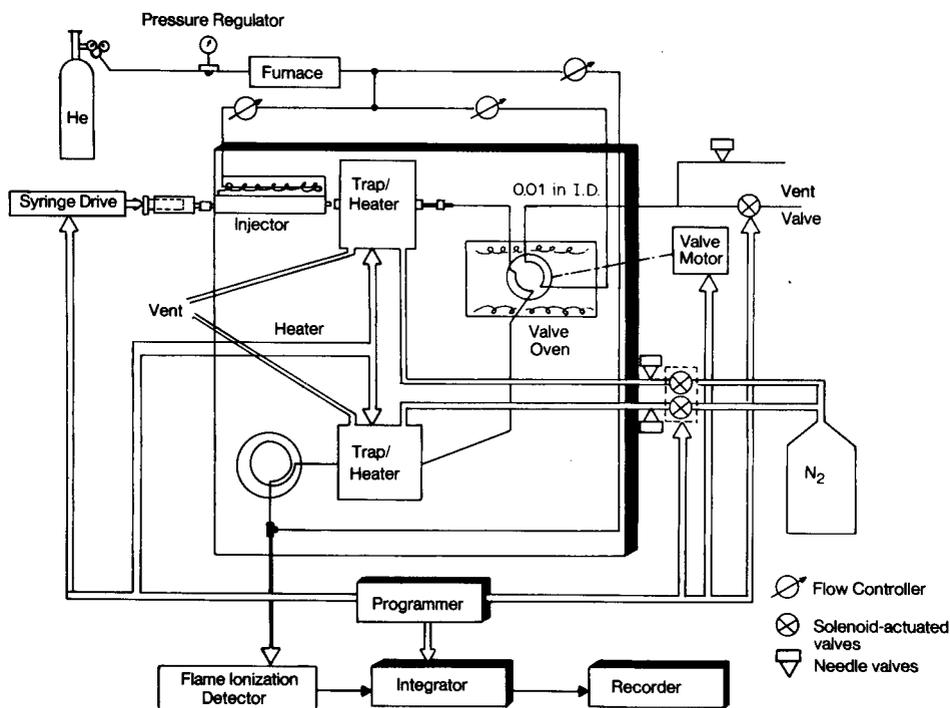 Pressure Regulator
Furnace
He
Syringe Drive
Injector
Trap/
Heater
0.01 in I.D.
Vent
Valve
Valve
Motor
Vent
Heater
Valve
Oven
Trap/
Heater
N2
Programmer
Flow Controller
Solenoid-actuated
valves
Needle valves
Flame Ionization
Detector
Integrator
Recorder